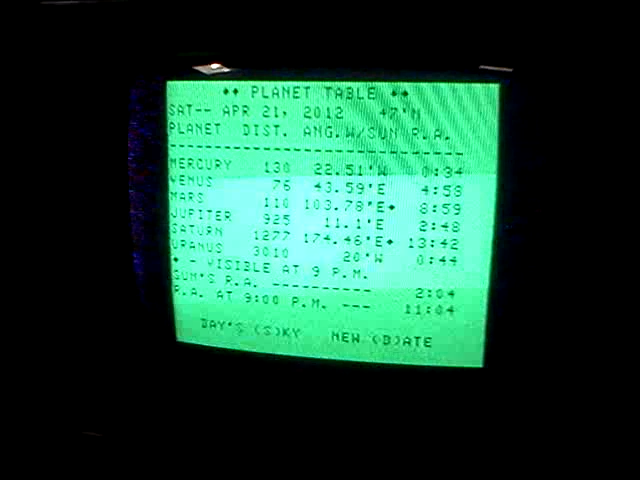 ♦♦ PLANET TABLE ♦♦
SAT-- APR 21, 2012 47'N
PLANET DIST. ANG.W/SUN R.A.
--------------------------------
MERCURY 130 22.51'W 0:34
VENUS 76 43.59'E 4:58
MARS 110 103.78'E♦ 8:59
JUPITER 925 11.1'E 2:48
SATURN 1277 174.46'E♦ 13:42
URANUS 3010 20'W 0:44
♦ - VISIBLE AT 9 P.M.
SUN'S R.A. ----------- 2:04
R.A. AT 9:00 P.M. --- 11:04
DAY'S (S)KY NEW (D)ATE